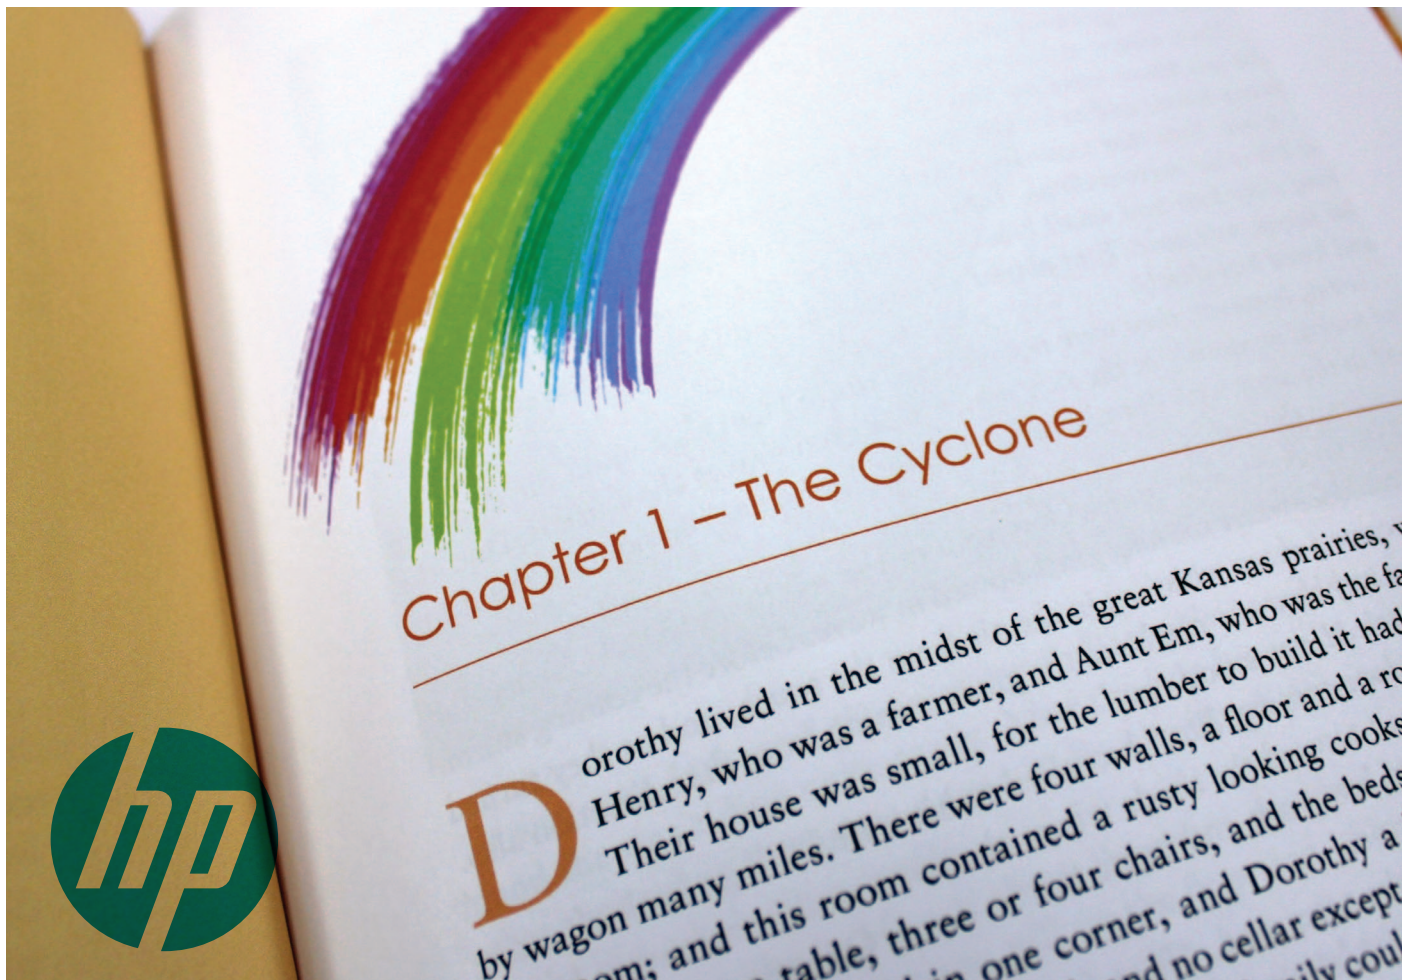 Chapter 1 – The Cyclone
Dorothy lived in the midst of the great Kansas prairies,
Henry, who was a farmer, and Aunt Em, who was the
Their house was small, for the lumber to build it had
by wagon many miles. There were four walls, a floor and a
and this room contained a rusty looking
table, three or four chairs, and the
in one corner, and Dorothy
and no cellar except
hp